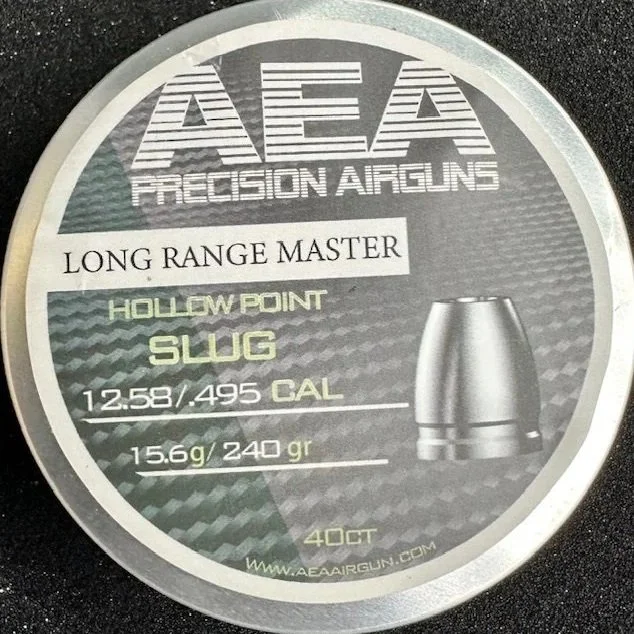 AEA
PRECISION AIRGUNS
LONG RANGE MASTER
HOLLOW POINT
SLUG
12.58/.495 CAL
15.6g/ 240 gr
40CT
WWW.AEAAIRGUN.COM